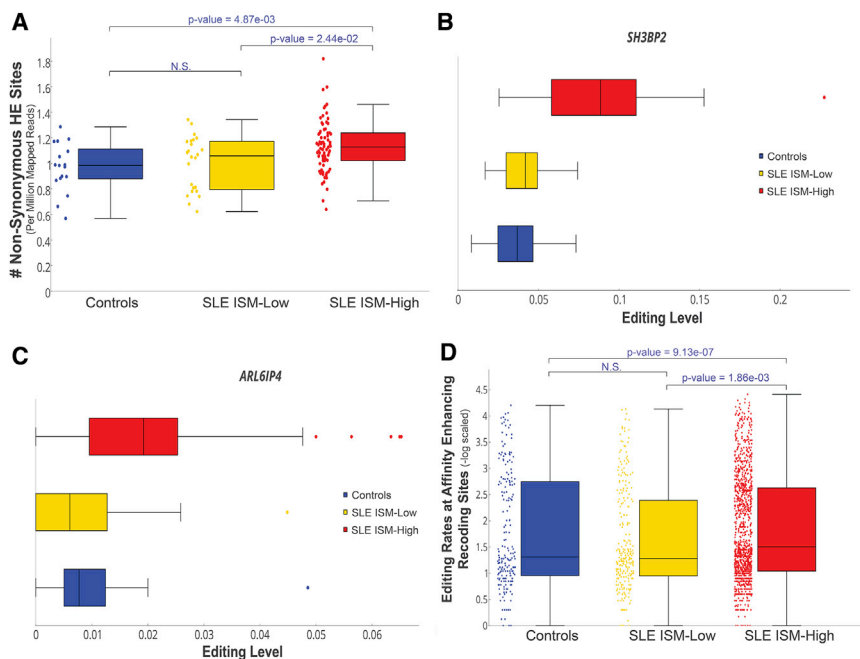 A
p-value = 4.87e-03
p-value = 2.44e-02
N.S.
# Non-Synonymous HE Sites
(Per Million Mapped Reads)
1.8
1.6
1.4
1.2
1
0.8
0.6
0.4
0.2
0
Controls
SLE ISM-Low
SLE ISM-High
B
SH3BP2
Controls
SLE ISM-Low
SLE ISM-High
0
0.05
0.1
0.15
0.2
Editing Level
C
ARL6IP4
Controls
SLE ISM-Low
SLE ISM-High
0
0.01
0.02
0.03
0.04
0.05
0.06
Editing Level
D
p-value = 9.13e-07
N.S.
p-value = 1.86e-03
Editing Rates at Affinity Enhancing
Recoding Sites (-log scaled)
4.5
4
3.5
3
2.5
2
1.5
1
0.5
0
Controls
SLE ISM-Low
SLE ISM-High